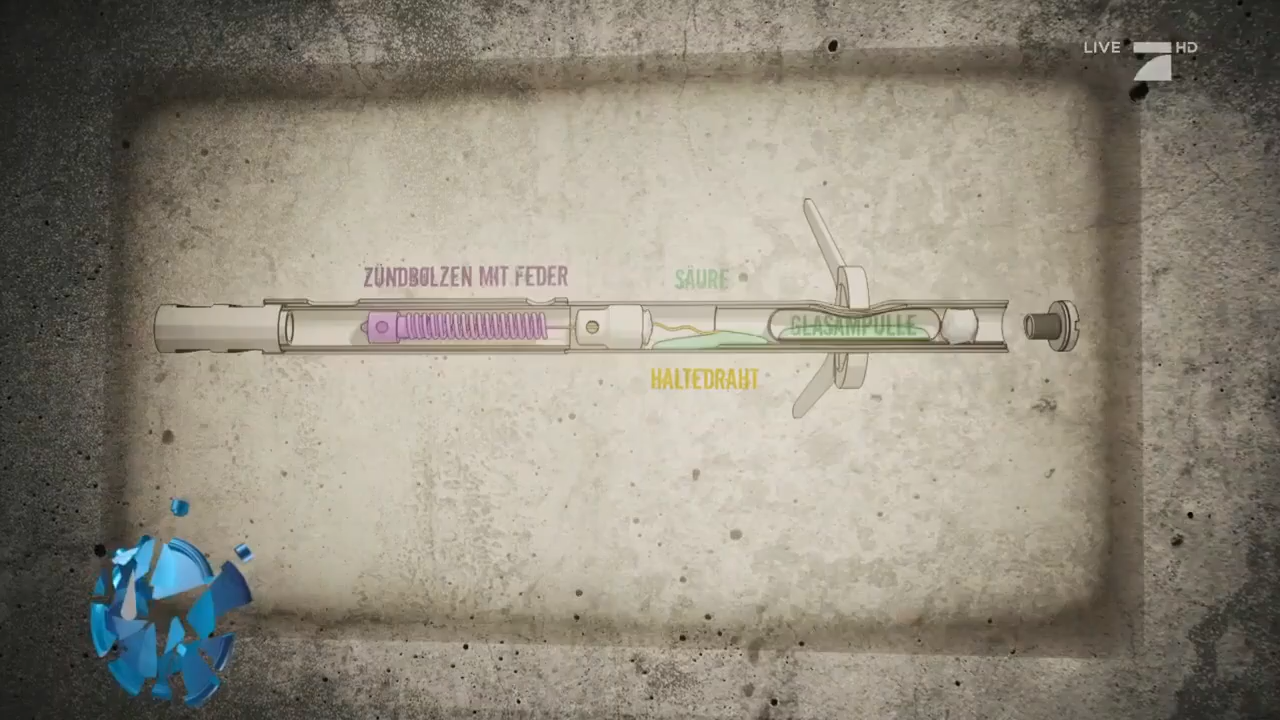 LIVE HD
ZÜNDBOLZEN MIT FEDER
SÄURE
GLASAMPULLE
HALTEDRAHT